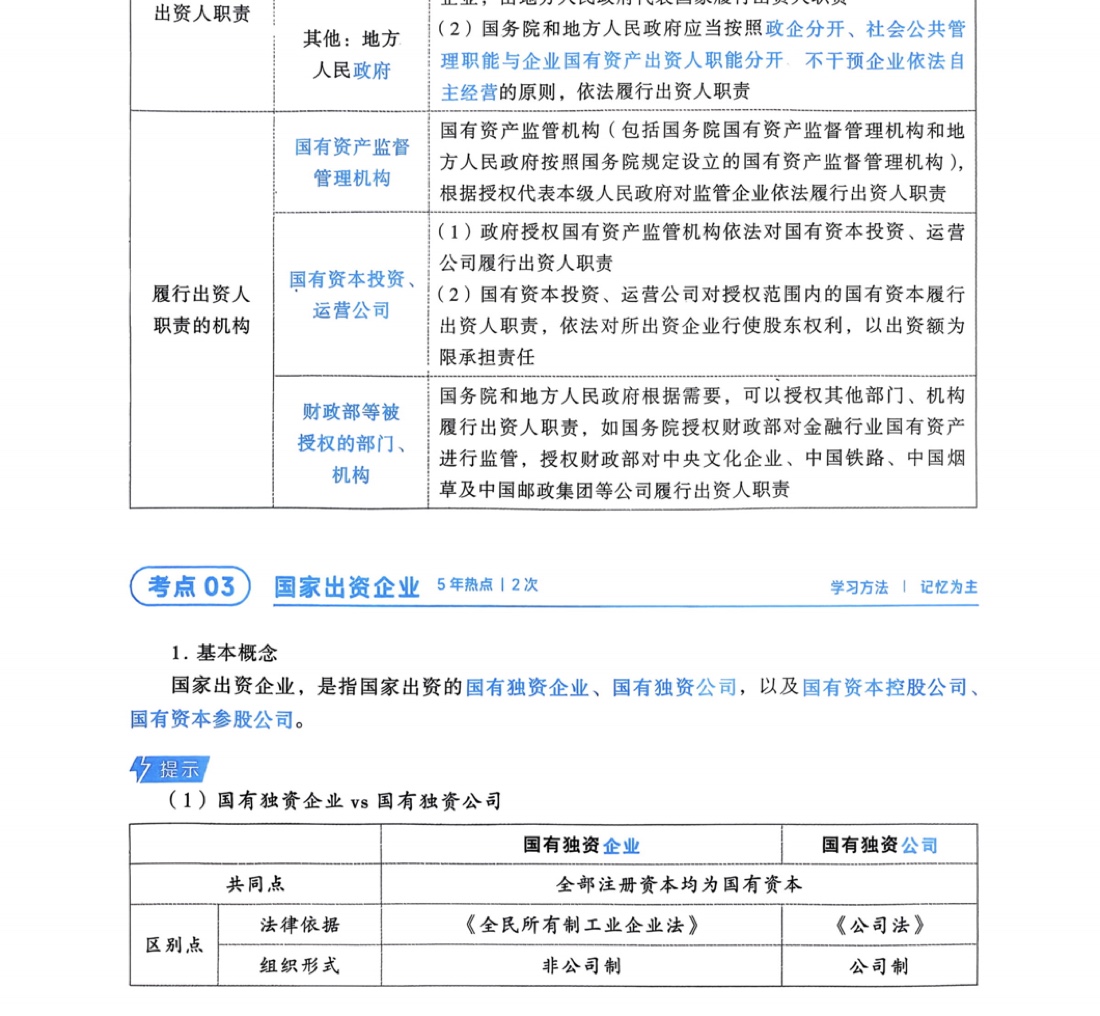 出资人职责
其他：地方
人民政府
企业，由地方人民政府代表国家履行出资人职责
（2）国务院和地方人民政府应当按照政企分开、社会公共管
理职能与企业国有资产出资人职能分开 不干预企业依法自
主经营的原则，依法履行出资人职责
履行出资人
职责的机构
国有资产监督
管理机构
国有资产监管机构（包括国务院国有资产监督管理机构和地
方人民政府按照国务院规定设立的国有资产监督管理机构），
根据授权代表本级人民政府对监管企业依法履行出资人职责
国有资本投资、
运营公司
（1）政府授权国有资产监管机构依法对国有资本投资、运营
公司履行出资人职责
（2）国有资本投资、运营公司对授权范围内的国有资本履行
出资人职责，依法对所出资企业行使股东权利，以出资额为
限承担责任
财政部等被
授权的部门、
机构
国务院和地方人民政府根据需要，可以授权其他部门、机构
履行出资人职责，如国务院授权财政部对金融行业国有资产
进行监管，授权财政部对中央文化企业、中国铁路、中国烟
草及中国邮政集团等公司履行出资人职责
考点 03 国家出资企业 5 年热点 | 2 次 学习方法 | 记忆为主
1. 基本概念
国家出资企业，是指国家出资的国有独资企业、国有独资公司，以及国有资本控股公司、
国有资本参股公司。
提示
（1）国有独资企业 vs 国有独资公司
国有独资企业 国有独资公司
共同点 全部注册资本均为国有资本
区别点
法律依据 《全民所有制工业企业法》 《公司法》
组织形式 非公司制 公司制